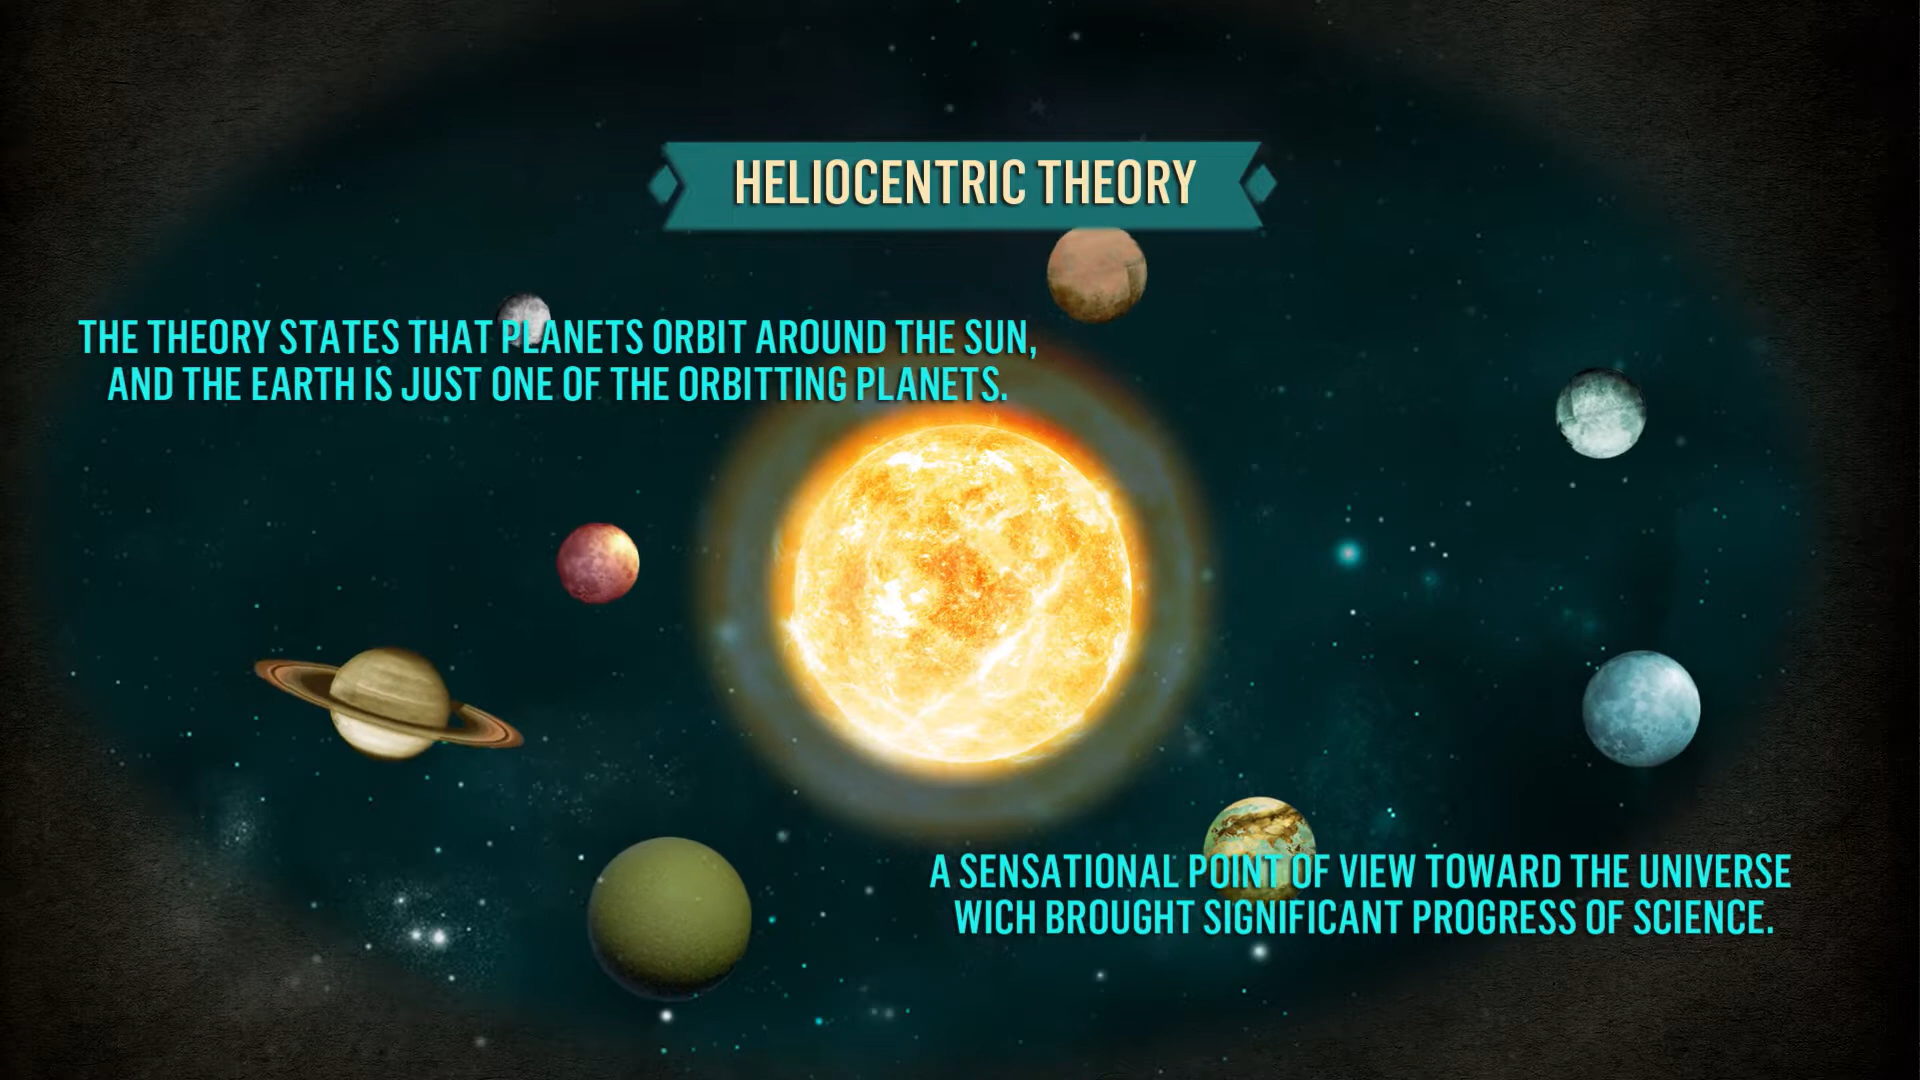 HELIOCENTRIC THEORY
THE THEORY STATES THAT PLANETS ORBIT AROUND THE SUN,
AND THE EARTH IS JUST ONE OF THE ORBITTING PLANETS.
A SENSATIONAL POINT OF VIEW TOWARD THE UNIVERSE
WICH BROUGHT SIGNIFICANT PROGRESS OF SCIENCE.